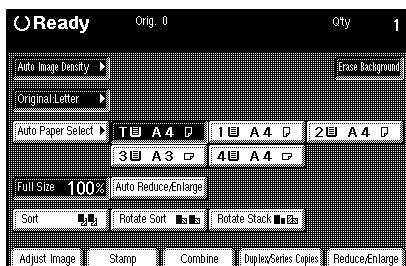 Ready Orig. 0 Q'ty 1
Auto Image Density Erase Background
Original:Letter
Auto Paper Select T A4 1 A4 2 A4
3 A3 4 A4
Full Size 100% Auto Reduce/Enlarge
Sort Rotate Sort Rotate Stack
Adjust Image Stamp Combine Duplex/Series Copies Reduce/Enlarge